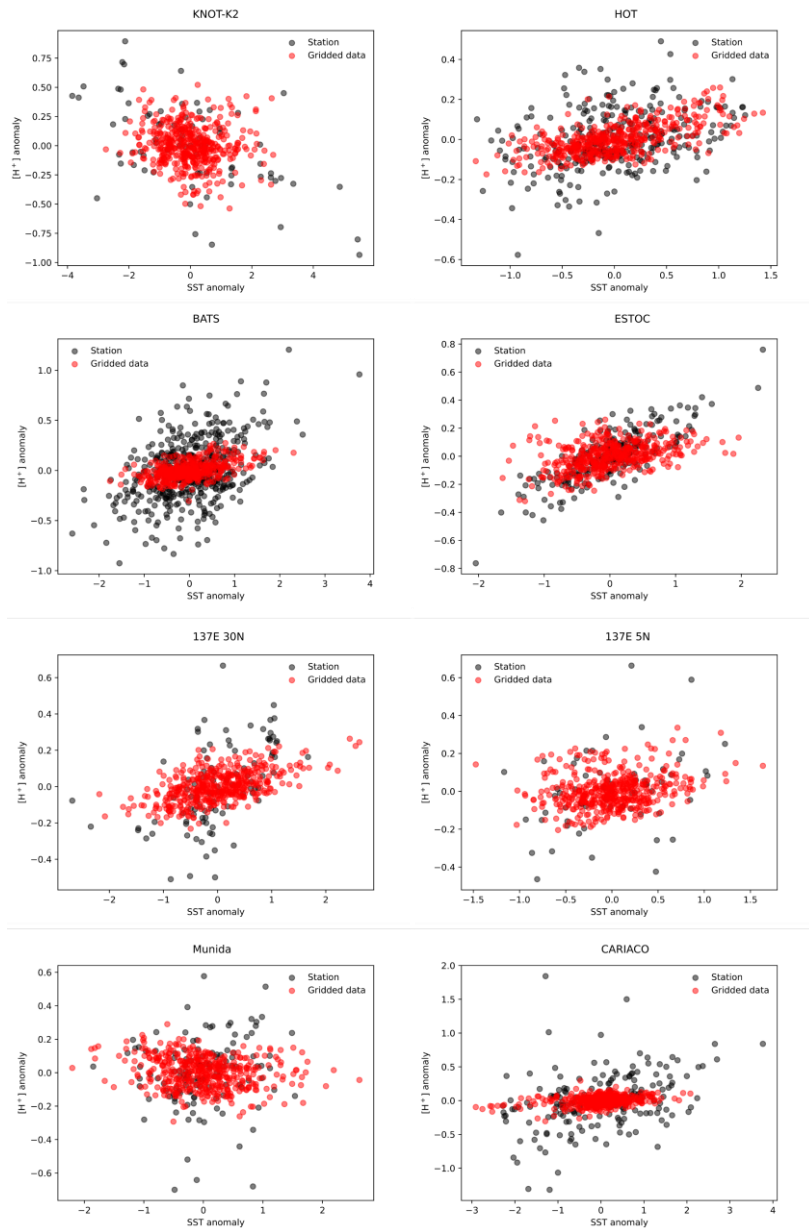 KNOT-K2
Station
Gridded data
0.75
0.50
0.25
0.00
−0.25
−0.50
−0.75
−1.00
[H⁺] anomaly
−4 −2 0 2 4
SST anomaly
HOT
Station
Gridded data
0.4
0.2
0.0
−0.2
−0.4
−0.6
[H⁺] anomaly
−1.0 −0.5 0.0 0.5 1.0 1.5
SST anomaly
BATS
Station
Gridded data
1.0
0.5
0.0
−0.5
−1.0
[H⁺] anomaly
−2 −1 0 1 2 3 4
SST anomaly
ESTOC
Station
Gridded data
0.8
0.6
0.4
0.2
0.0
−0.2
−0.4
−0.6
−0.8
[H⁺] anomaly
−2 −1 0 1 2
SST anomaly
137E 30N
Station
Gridded data
0.6
0.4
0.2
0.0
−0.2
−0.4
[H⁺] anomaly
−2 −1 0 1 2
SST anomaly
137E 5N
Station
Gridded data
0.6
0.4
0.2
0.0
−0.2
−0.4
[H⁺] anomaly
−1.5 −1.0 −0.5 0.0 0.5 1.0 1.5
SST anomaly
Munida
Station
Gridded data
0.6
0.4
0.2
0.0
−0.2
−0.4
−0.6
[H⁺] anomaly
−2 −1 0 1 2
SST anomaly
CARIACO
Station
Gridded data
2.0
1.5
1.0
0.5
0.0
−0.5
−1.0
[H⁺] anomaly
−3 −2 −1 0 1 2 3 4
SST anomaly